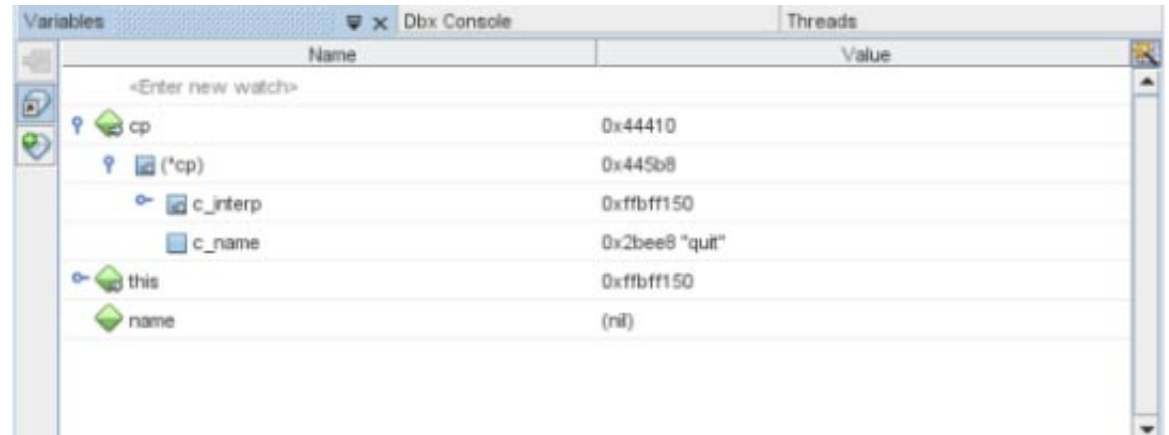 Variables Dbx Console Threads
Name Value
<Enter new watch>
cp 0x44410
(*cp) 0x445b8
c_interp 0xffbff150
c_name 0x2bee8 "quit"
this 0xffbff150
name (nil)